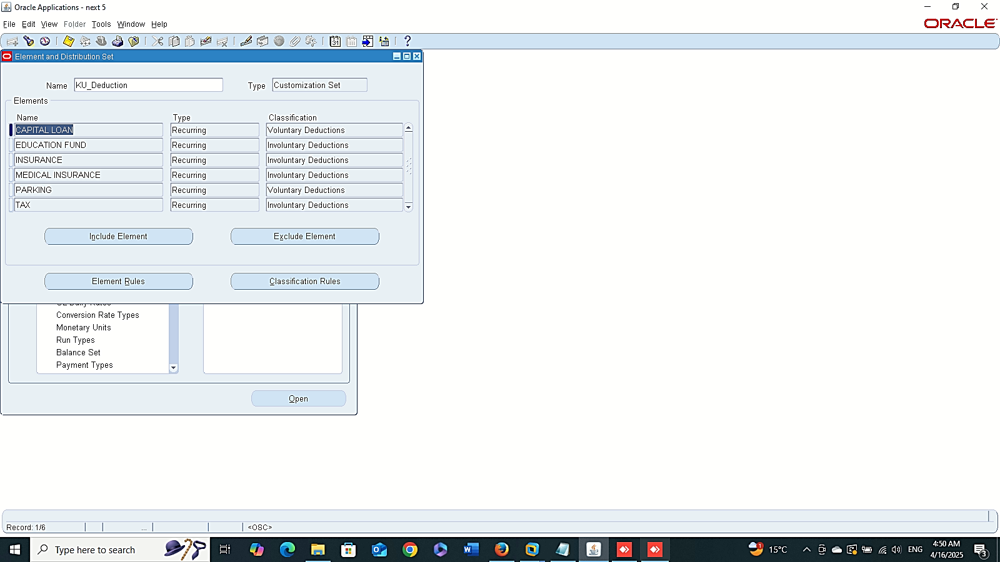 Oracle Applications - next 5
File Edit View Folder Tools Window Help
ORACLE
Element and Distribution Set
Name KU_Deduction Type Customization Set
Elements
Name Type Classification
CAPITAL LOAN Recurring Voluntary Deductions
EDUCATION FUND Recurring Involuntary Deductions
INSURANCE Recurring Involuntary Deductions
MEDICAL INSURANCE Recurring Involuntary Deductions
PARKING Recurring Voluntary Deductions
TAX Recurring Involuntary Deductions
Include Element Exclude Element
Element Rules Classification Rules
Conversion Rate Types
Monetary Units
Run Types
Balance Set
Payment Types
Open
Record: 1/6 ... <OSC>
Type here to search 15°C ENG 4:50 AM
4/16/2025
3